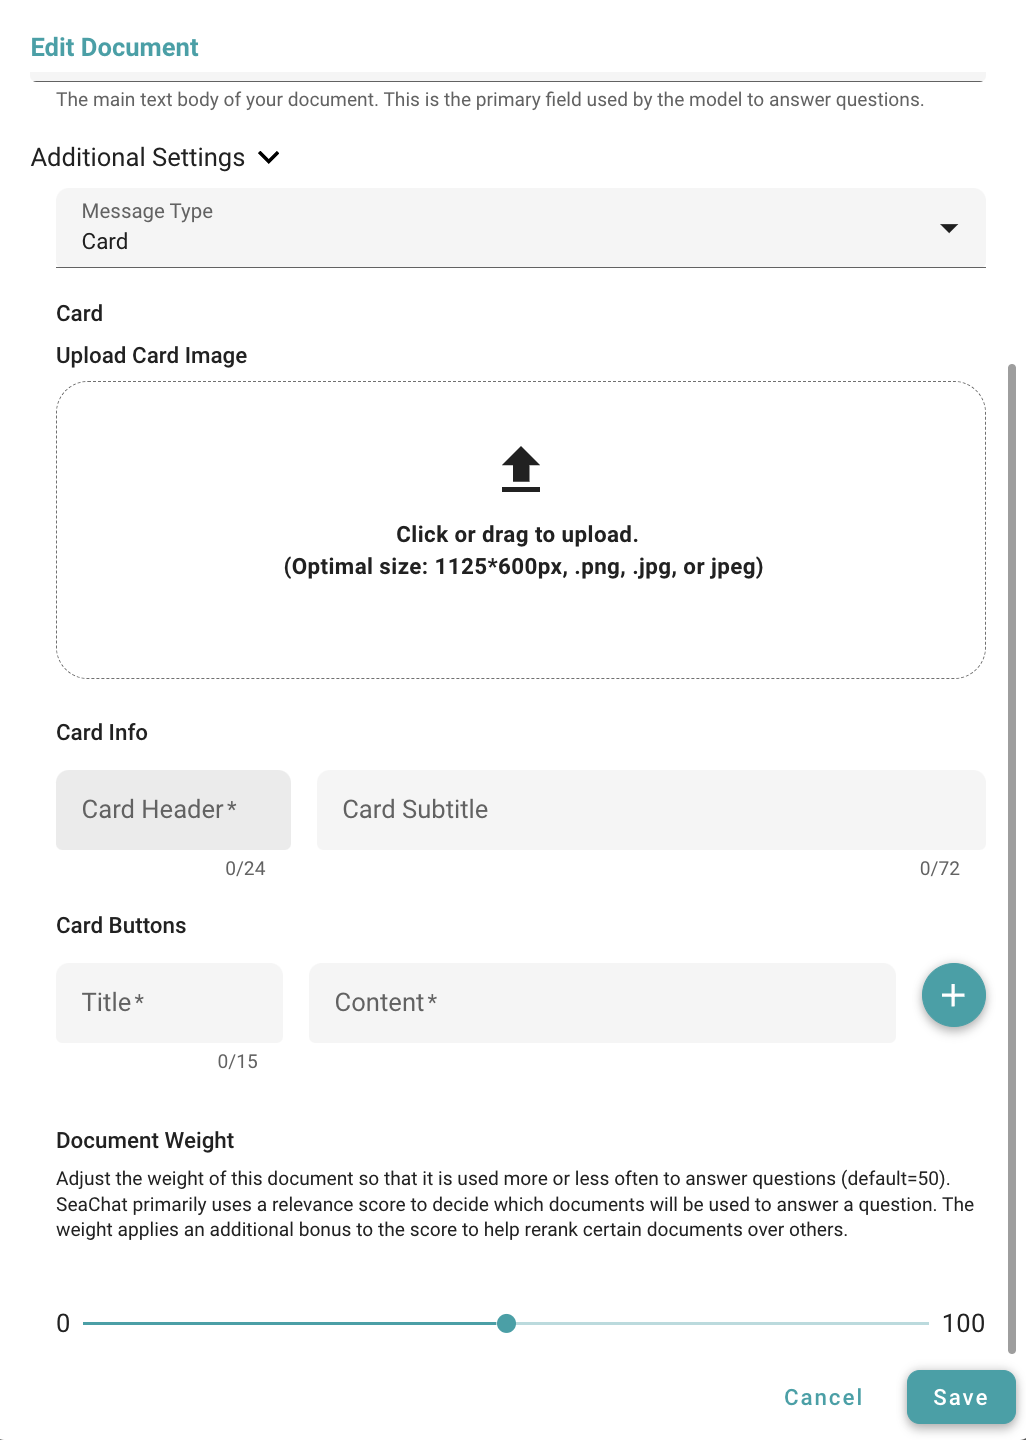 Edit Document
The main text body of your document. This is the primary field used by the model to answer questions.
Additional Settings
Message Type
Card
Card
Upload Card Image
Click or drag to upload.
(Optimal size: 1125*600px, .png, .jpg, or jpeg)
Card Info
Card Header*
Card Subtitle
0/24
0/72
Card Buttons
Title*
Content*
0/15
Document Weight
Adjust the weight of this document so that it is used more or less often to answer questions (default=50).
SeaChat primarily uses a relevance score to decide which documents will be used to answer a question. The
weight applies an additional bonus to the score to help rerank certain documents over others.
0
100
Cancel
Save